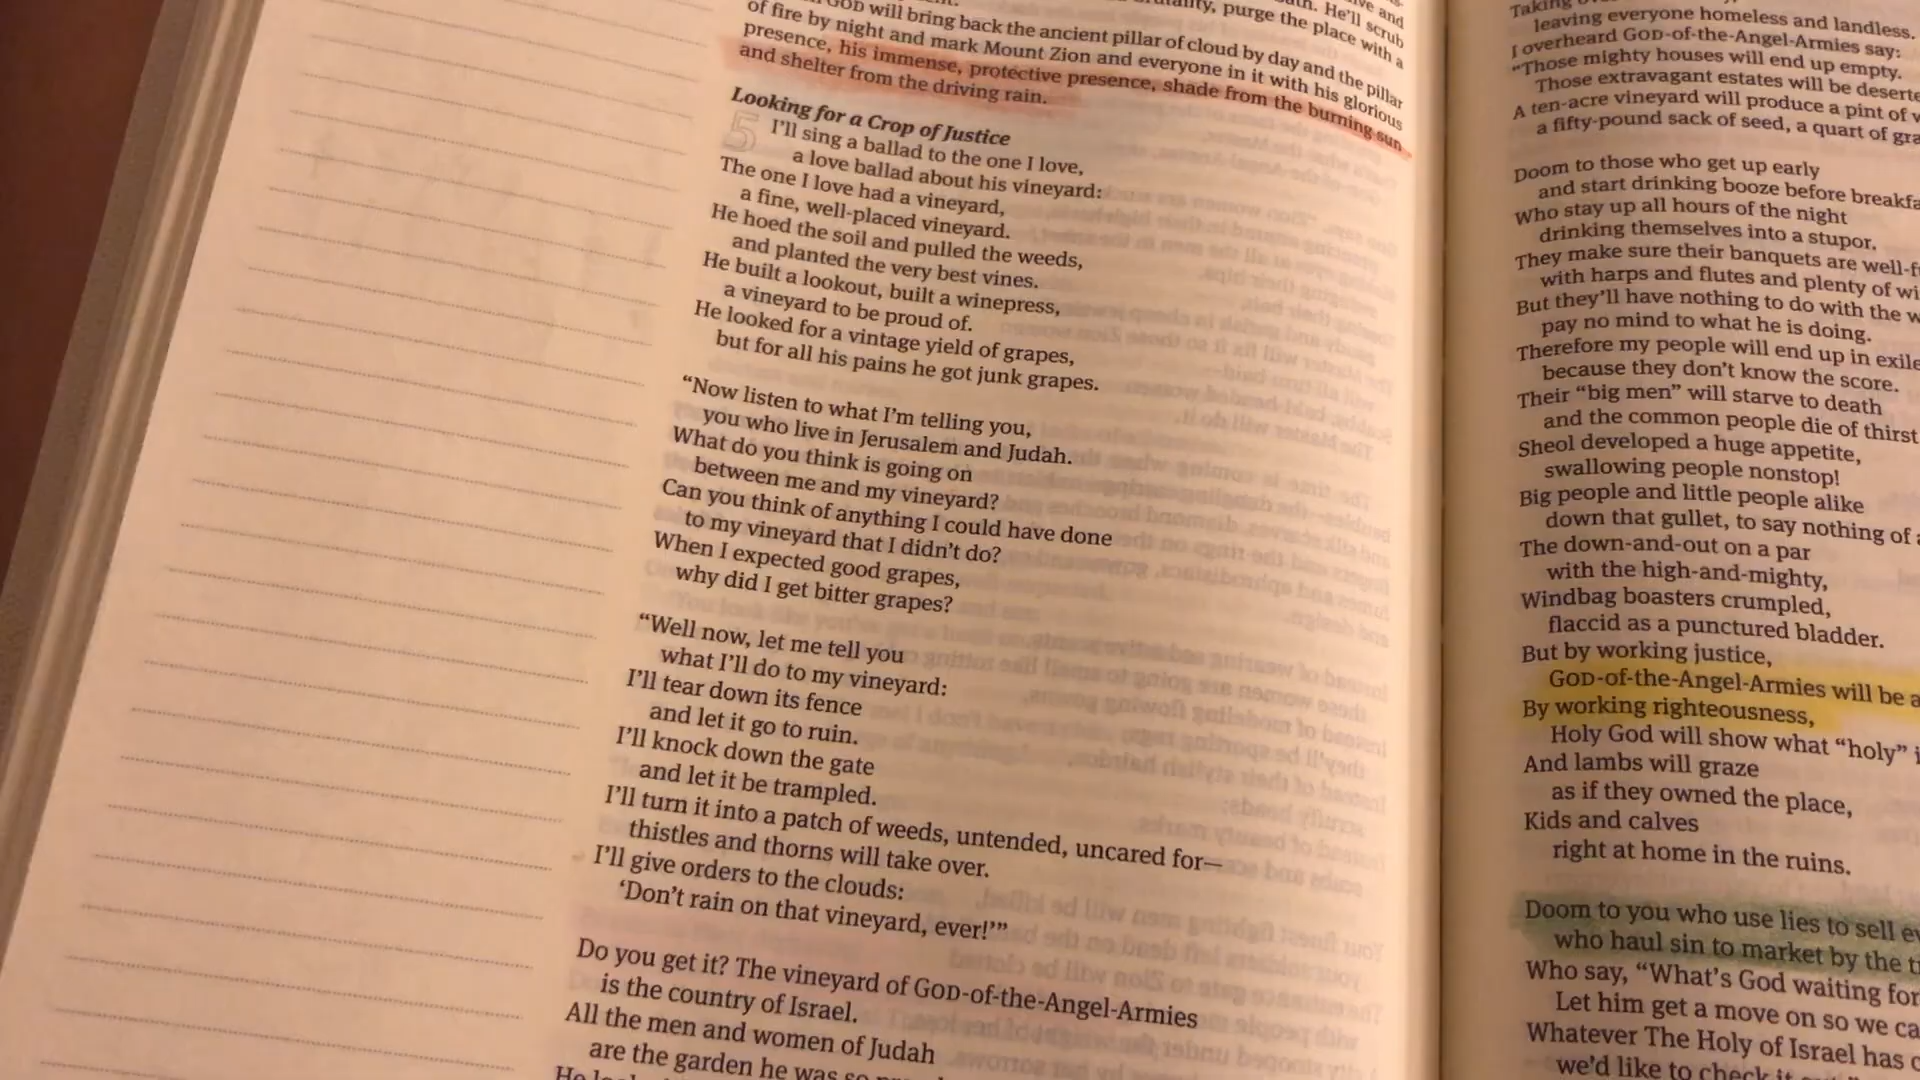 purge the place with a
GOD will bring back the ancient pillar of cloud by day and the pillar
of fire by night and mark Mount Zion and everyone in it with his glorious
presence, his immense, protective presence, shade from the burning sun
and shelter from the driving rain.
Looking for a Crop of Justice
5 I’ll sing a ballad to the one I love,
a love ballad about his vineyard:
The one I love had a vineyard,
a fine, well-placed vineyard.
He hoed the soil and pulled the weeds,
and planted the very best vines.
He built a lookout, built a winepress,
a vineyard to be proud of.
He looked for a vintage yield of grapes,
but for all his pains he got junk grapes.
“Now listen to what I’m telling you,
you who live in Jerusalem and Judah.
What do you think is going on
between me and my vineyard?
Can you think of anything I could have done
to my vineyard that I didn’t do?
When I expected good grapes,
why did I get bitter grapes?
“Well now, let me tell you
what I’ll do to my vineyard:
I’ll tear down its fence
and let it go to ruin.
I’ll knock down the gate
and let it be trampled.
I’ll turn it into a patch of weeds, untended, uncared for—
thistles and thorns will take over.
I’ll give orders to the clouds:
‘Don’t rain on that vineyard, ever!’”
Do you get it? The vineyard of GOD-of-the-Angel-Armies
is the country of Israel.
All the men and women of Judah
are the garden he was so
Taking
leaving everyone homeless and landless.
I overheard GOD-of-the-Angel-Armies say:
“Those mighty houses will end up empty.
Those extravagant estates will be
A ten-acre vineyard will produce a pint of
a fifty-pound sack of seed, a quart of
Doom to those who get up early
and start drinking booze before
Who stay up all hours of the night
drinking themselves into a stupor.
They make sure their banquets are
with harps and flutes and plenty of
But they’ll have nothing to do with the
pay no mind to what he is doing.
Therefore my people will end up in exile
because they don’t know the score.
Their “big men” will starve to death
and the common people die of thirst
Sheol developed a huge appetite,
swallowing people nonstop!
Big people and little people alike
down that gullet, to say nothing of
The down-and-out on a par
with the high-and-mighty,
Windbag boasters crumpled,
flaccid as a punctured bladder.
But by working justice,
GOD-of-the-Angel-Armies will be a
By working righteousness,
Holy God will show what “holy”
And lambs will graze
as if they owned the place,
Kids and calves
right at home in the ruins.
Doom to you who use lies to sell
who haul sin to market by the
Who say, “What’s God waiting for
Let him get a move on so we
Whatever The Holy of Israel has
we’d like to check it